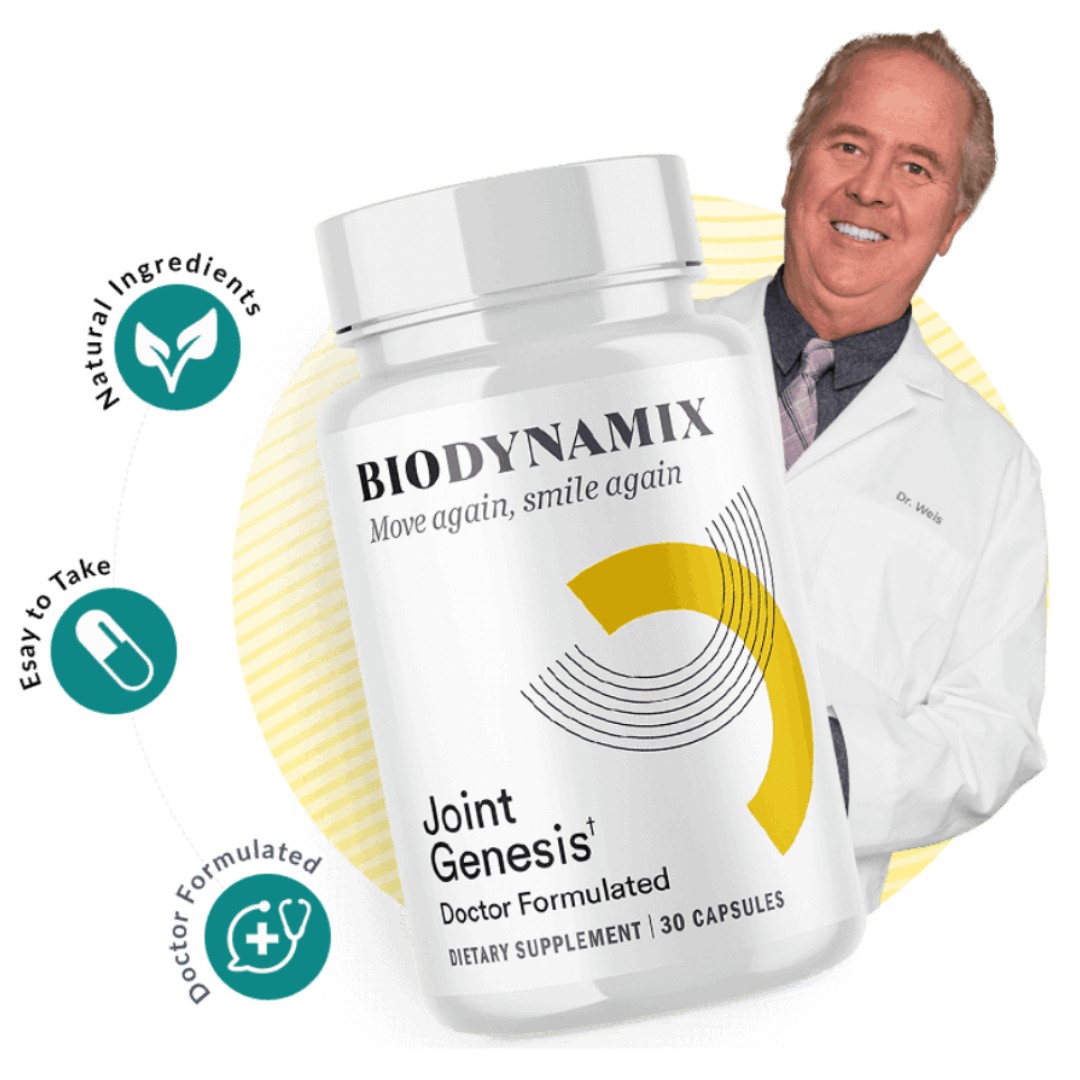 Natural Ingredients
Esay to Take
Doctor Formulated
BIODYNAMIX
Move again, smile again
Joint
Genesis†
Doctor Formulated
DIETARY SUPPLEMENT | 30 CAPSULES
Dr. Weis